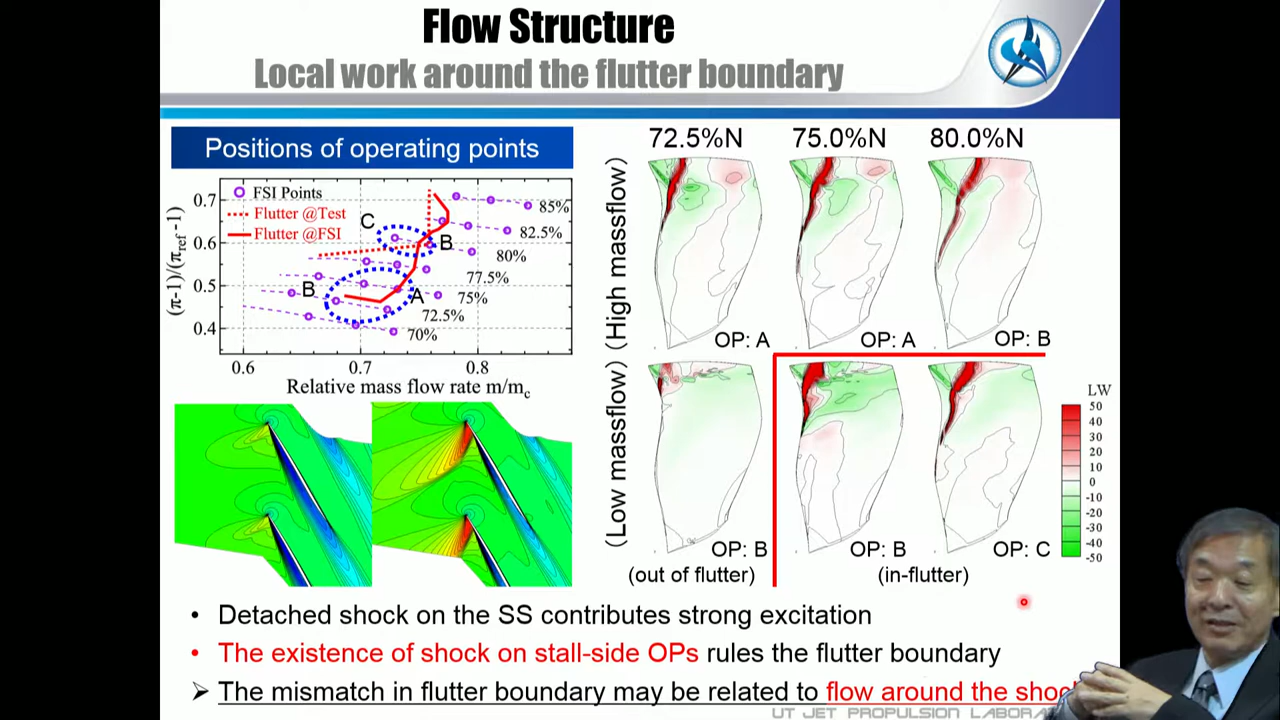 Flow Structure
Local work around the flutter boundary
Positions of operating points
(π-1)/(πref -1)
0.7
0.6
0.5
0.4
FSI Points
Flutter @Test
Flutter @FSI
C
B
B
A
85%
82.5%
80%
77.5%
75%
72.5%
70%
0.6
0.7
0.8
Relative mass flow rate m/mc
72.5%N
75.0%N
80.0%N
(High massflow)
OP: A
OP: A
OP: B
(Low massflow)
OP: B
OP: B
OP: C
(out of flutter)
(in-flutter)
LW
50
40
30
20
10
0
-10
-20
-30
-40
-50
• Detached shock on the SS contributes strong excitation
• The existence of shock on stall-side OPs rules the flutter boundary
➢ The mismatch in flutter boundary may be related to flow around the
UT JET PROPULSION